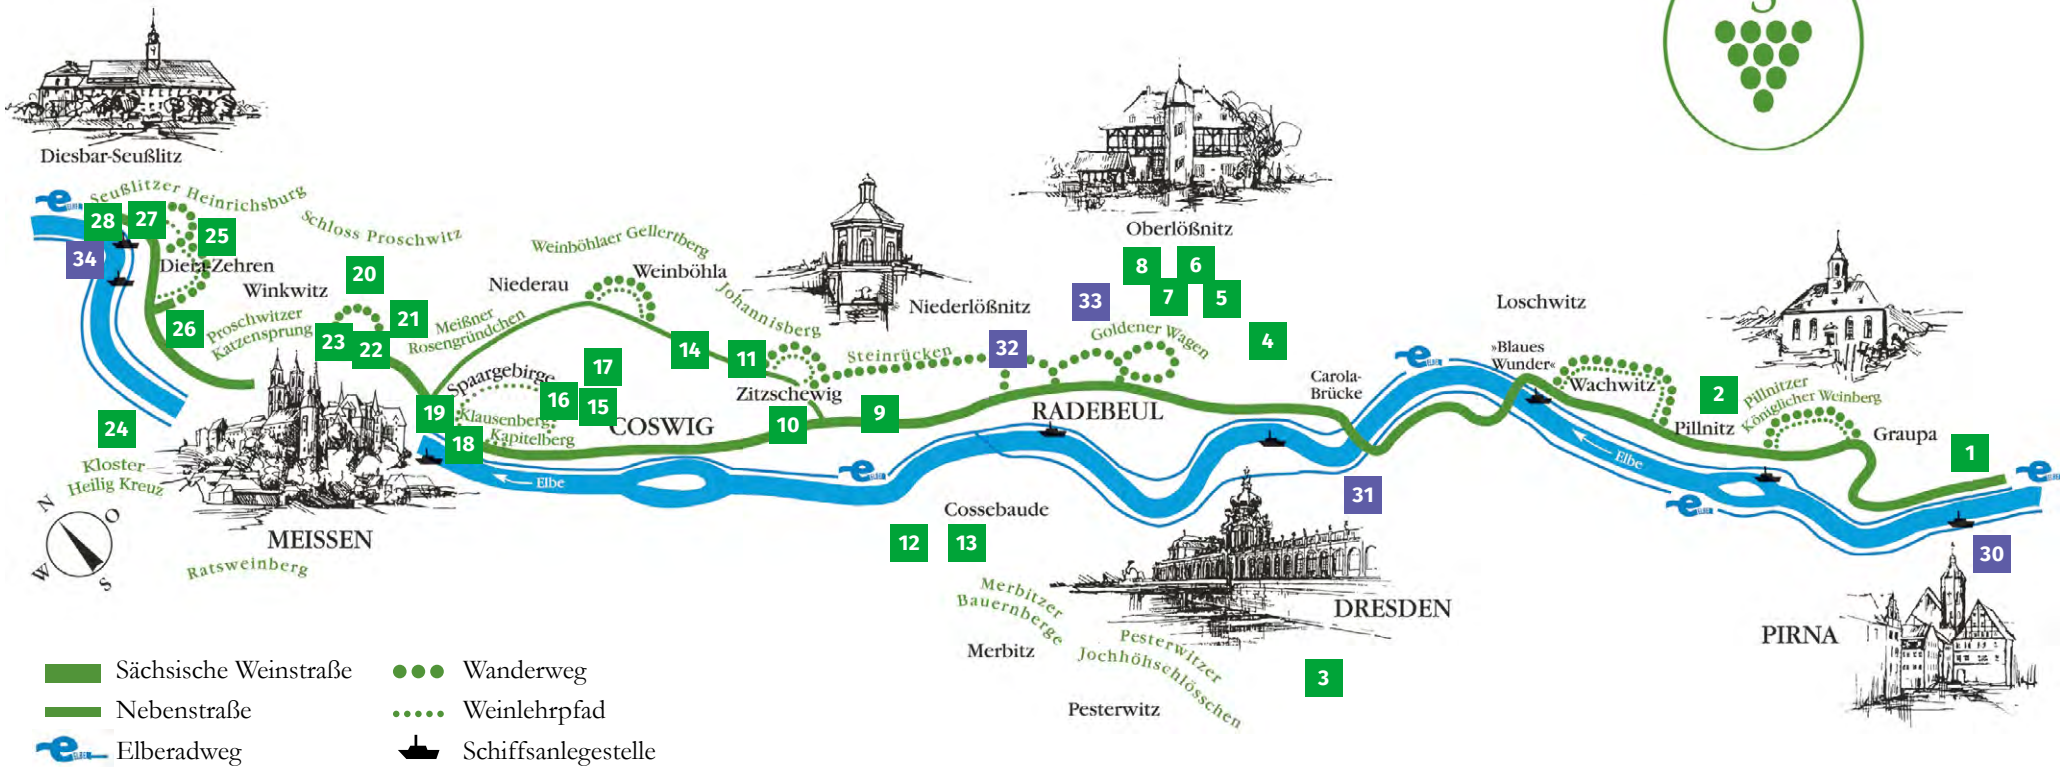 S
Diesbar-Seußlitz
Seußlitzer Heinrichsburg
Schloss Proschwitz
28
27
25
34
Diera-Zehren
Winkwitz
20
26
Proschwitzer
Katzensprung
23
22
21
Meißner
Rosengründchen
Niederau
Weinböhlaer Gellertberg
Weinböhla
Johannisberg
Niederlößnitz
Oberlößnitz
8
6
7
5
33
4
Goldener Wagen
32
Steinrücken
14
11
Zitzschewig
17
16
15
Spaargebirge
19
Klausenberg
Kapitelberg
18
COSWIG
10
9
RADEBEUL
Carola-
Brücke
»Blaues
Wunder«
Loschwitz
Wachwitz
2
Pillnitzer
Königlicher Weinberg
Pillnitz
Graupa
1
24
Kloster
Heilig Kreuz
N
O
W
S
MEISSEN
Ratsweinberg
Elbe
Elbe
Cossebaude
12
13
31
30
Merbitzer
Bauernberge
Merbitz
Pesterwitzer
Jochhöhschlösschen
Pesterwitz
DRESDEN
3
PIRNA
Sächsische Weinstraße
Nebenstraße
Elberadweg
Wanderweg
Weinlehrpfad
Schiffsanlegestelle